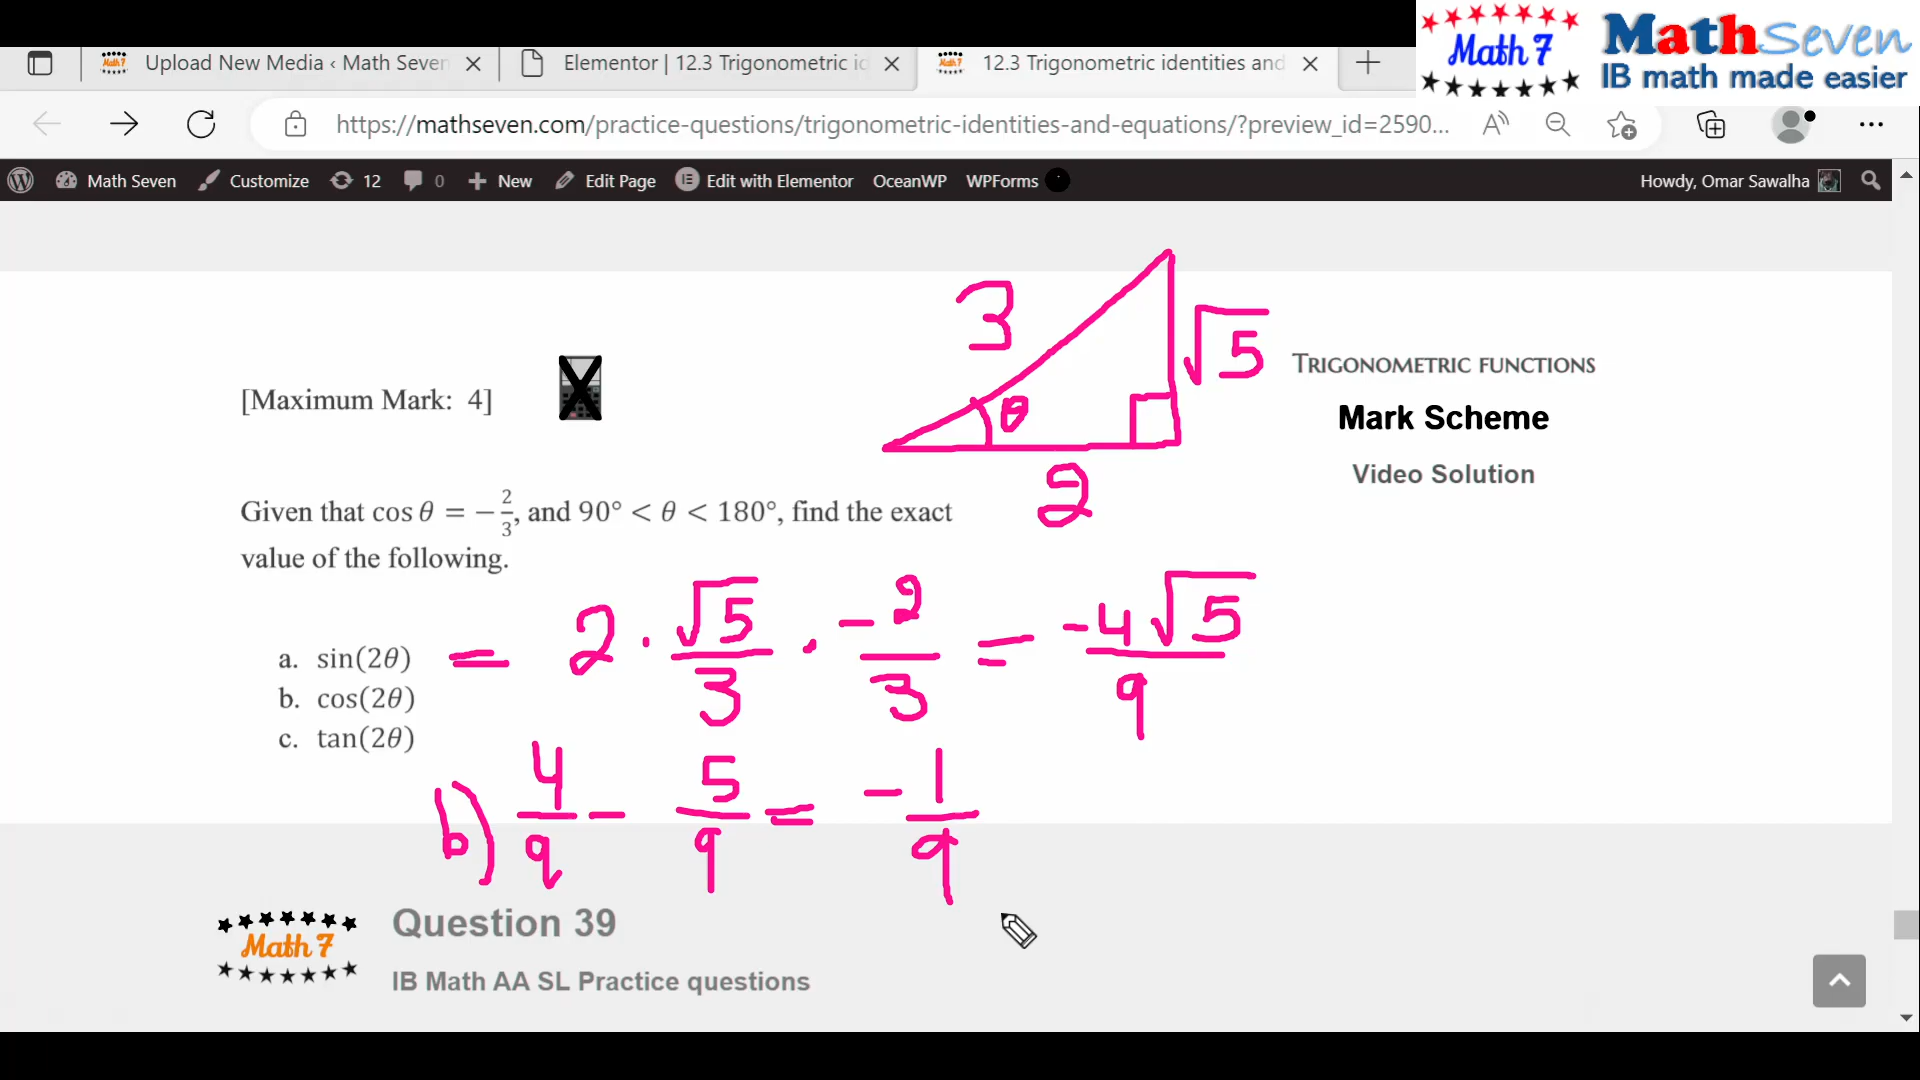 Math 7
MathSeven
IB math made easier
Upload New Media ‹ Math Seven
Elementor | 12.3 Trigonometric
12.3 Trigonometric identities and
https://mathseven.com/practice-questions/trigonometric-identities-and-equations/?preview_id=2590...
Math Seven Customize 12 0 New Edit Page Edit with Elementor OceanWP WPForms Howdy, Omar Sawalha
3
√5
θ
2
[Maximum Mark: 4]
TRIGONOMETRIC FUNCTIONS
Mark Scheme
Video Solution
Given that cos θ = −2/3, and 90° < θ < 180°, find the exact
value of the following.
a. sin(2θ) = 2 · √5/3 · -2/3 = -4√5/9
b. cos(2θ)
c. tan(2θ)
b) 4/9 - 5/9 = -1/9
Math 7
Question 39
IB Math AA SL Practice questions